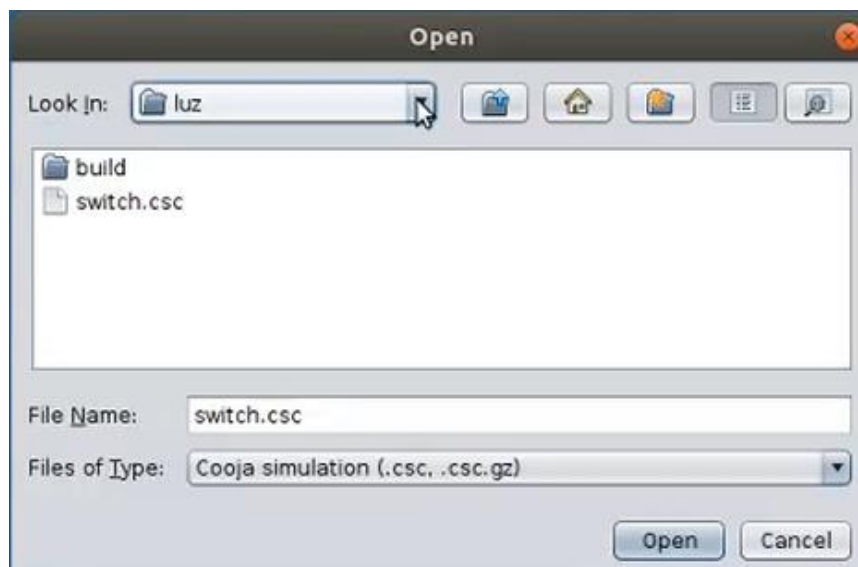 Open
Look In: luz
build
switch.csc
File Name: switch.csc
Files of Type: Cooja simulation (.csc, .csc.gz)
Open Cancel